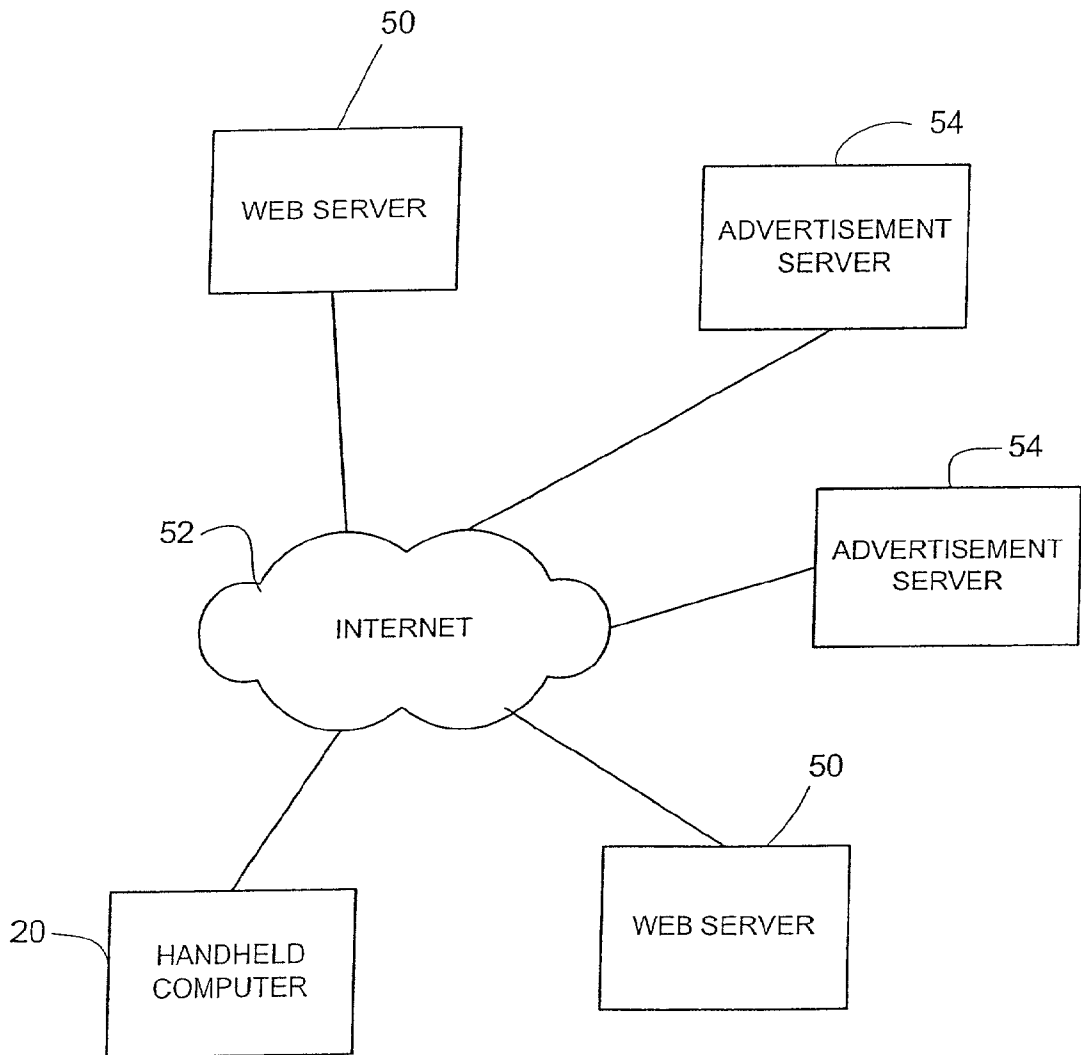 50
WEB SERVER
54
ADVERTISEMENT
SERVER
54
ADVERTISEMENT
SERVER
52
INTERNET
50
WEB SERVER
20
HANDHELD
COMPUTER